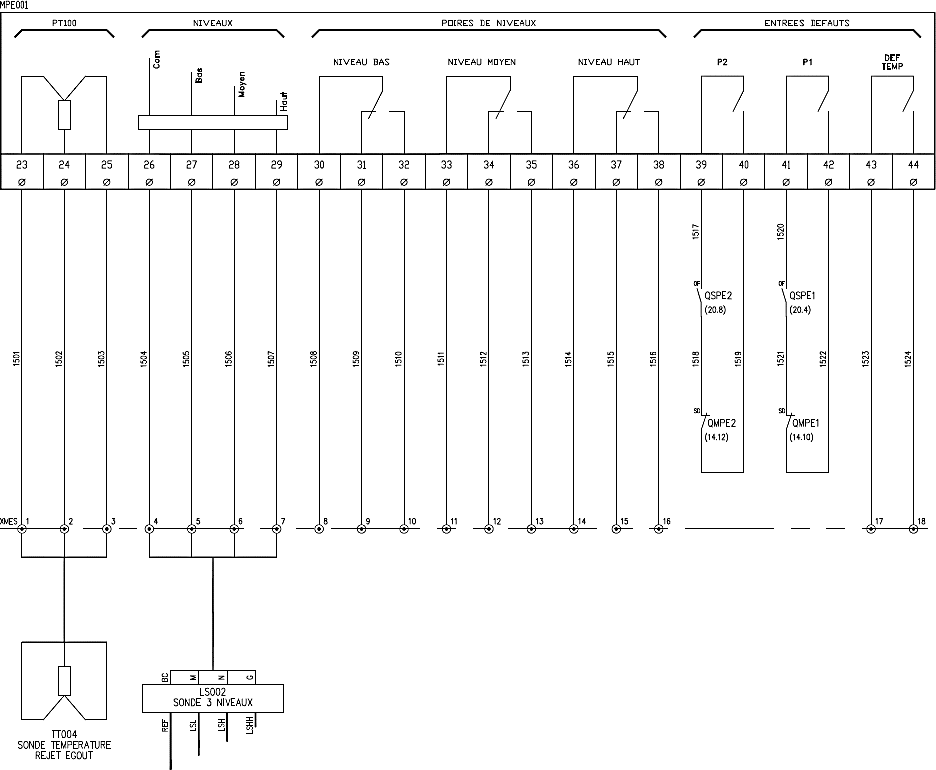 MPE001
PT100 NIVEAUX POIRES DE NIVEAUX ENTREES DEFAUTS
Com Bas Moyen Haut
NIVEAU BAS NIVEAU MOYEN NIVEAU HAUT P2 P1 DEF
TEMP
23 24 25 26 27 28 29 30 31 32 33 34 35 36 37 38 39 40 41 42 43 44
1517 1520
OF QSPE2 OF QSPE1
(20.8) (20.4)
1501 1502 1503 1504 1505 1506 1507 1508 1509 1510 1511 1512 1513 1514 1515 1516 1518 1519 1521 1522 1523 1524
SD QMPE2 SD QMPE1
(14.12) (14.10)
XMES 1 2 3 4 5 6 7 8 9 10 11 12 13 14 15 16 17 18
BC M N G
LS002
SONDE 3 NIVEAUX
REF LSL LSH LSHH
TT004
SONDE TEMPERATURE
REJET EGOUT